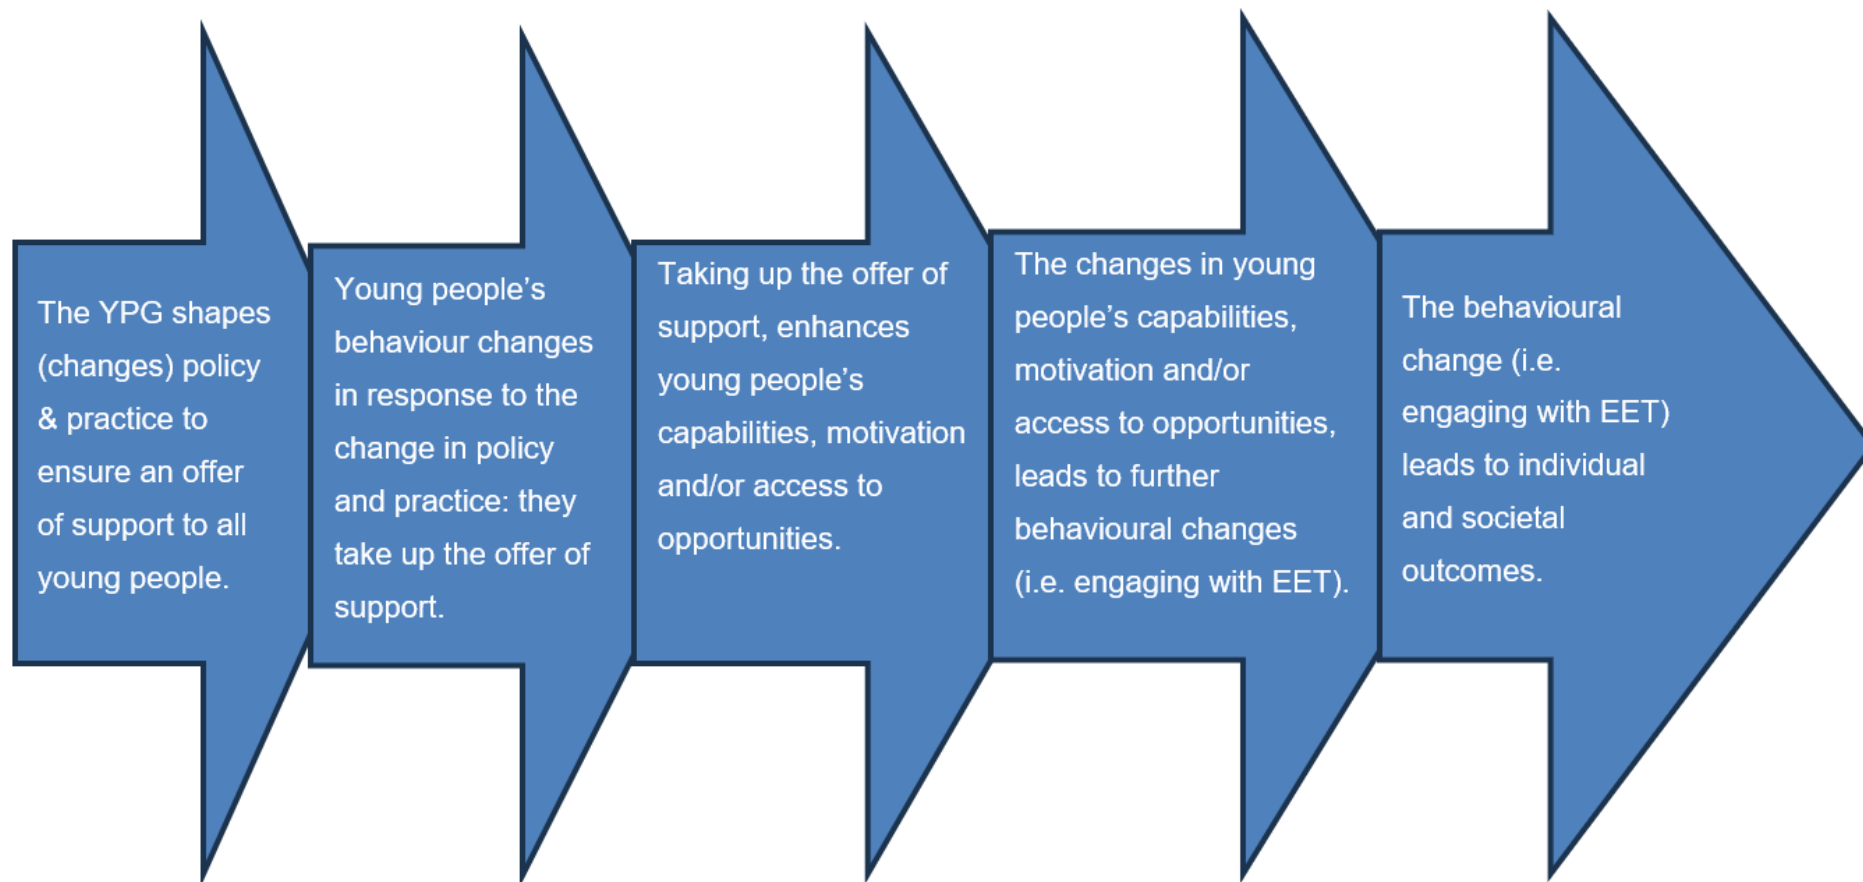 The YPG shapes
(changes) policy
& practice to
ensure an offer
of support to all
young people.
Young people’s
behaviour changes
in response to the
change in policy
and practice: they
take up the offer of
support.
Taking up the offer of
support, enhances
young people’s
capabilities, motivation
and/or access to
opportunities.
The changes in young
people’s capabilities,
motivation and/or
access to opportunities,
leads to further
behavioural changes
(i.e. engaging with EET).
The behavioural
change (i.e.
engaging with EET)
leads to individual
and societal
outcomes.